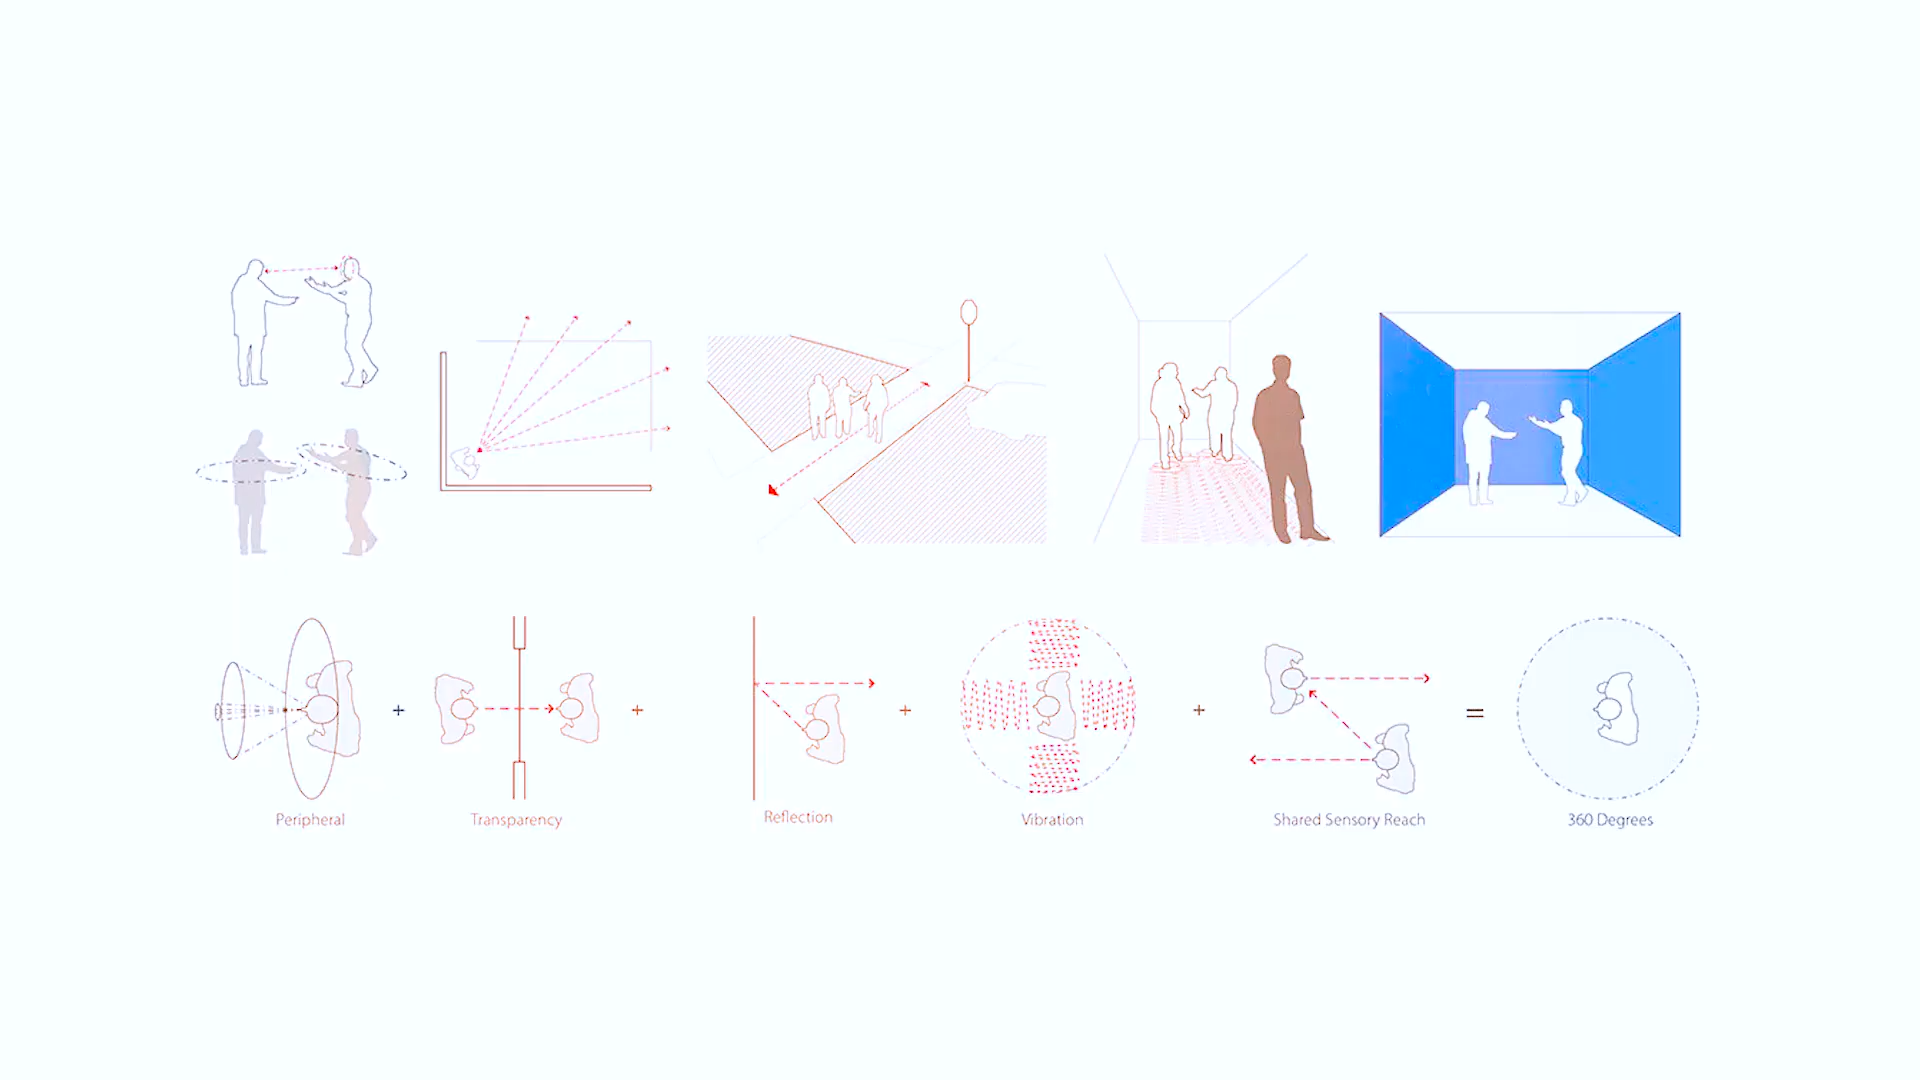 Peripheral
+
Transparency
+
Reflection
+
Vibration
+
Shared Sensory Reach
=
360 Degrees